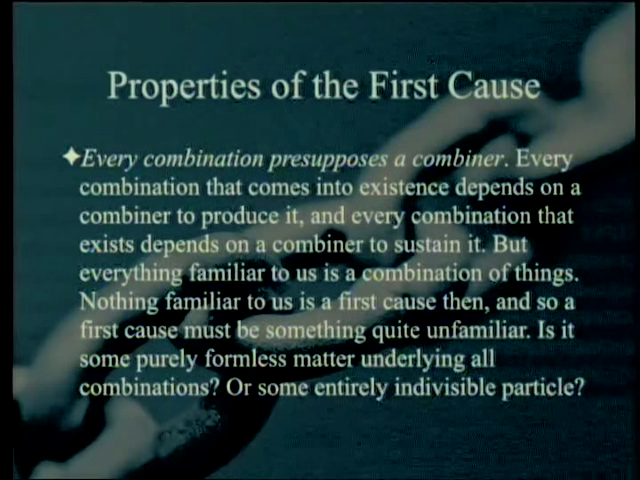 Properties of the First Cause
✦Every combination presupposes a combiner. Every
combination that comes into existence depends on a
combiner to produce it, and every combination that
exists depends on a combiner to sustain it. But
everything familiar to us is a combination of things.
Nothing familiar to us is a first cause then, and so a
first cause must be something quite unfamiliar. Is it
some purely formless matter underlying all
combinations? Or some entirely indivisible particle?